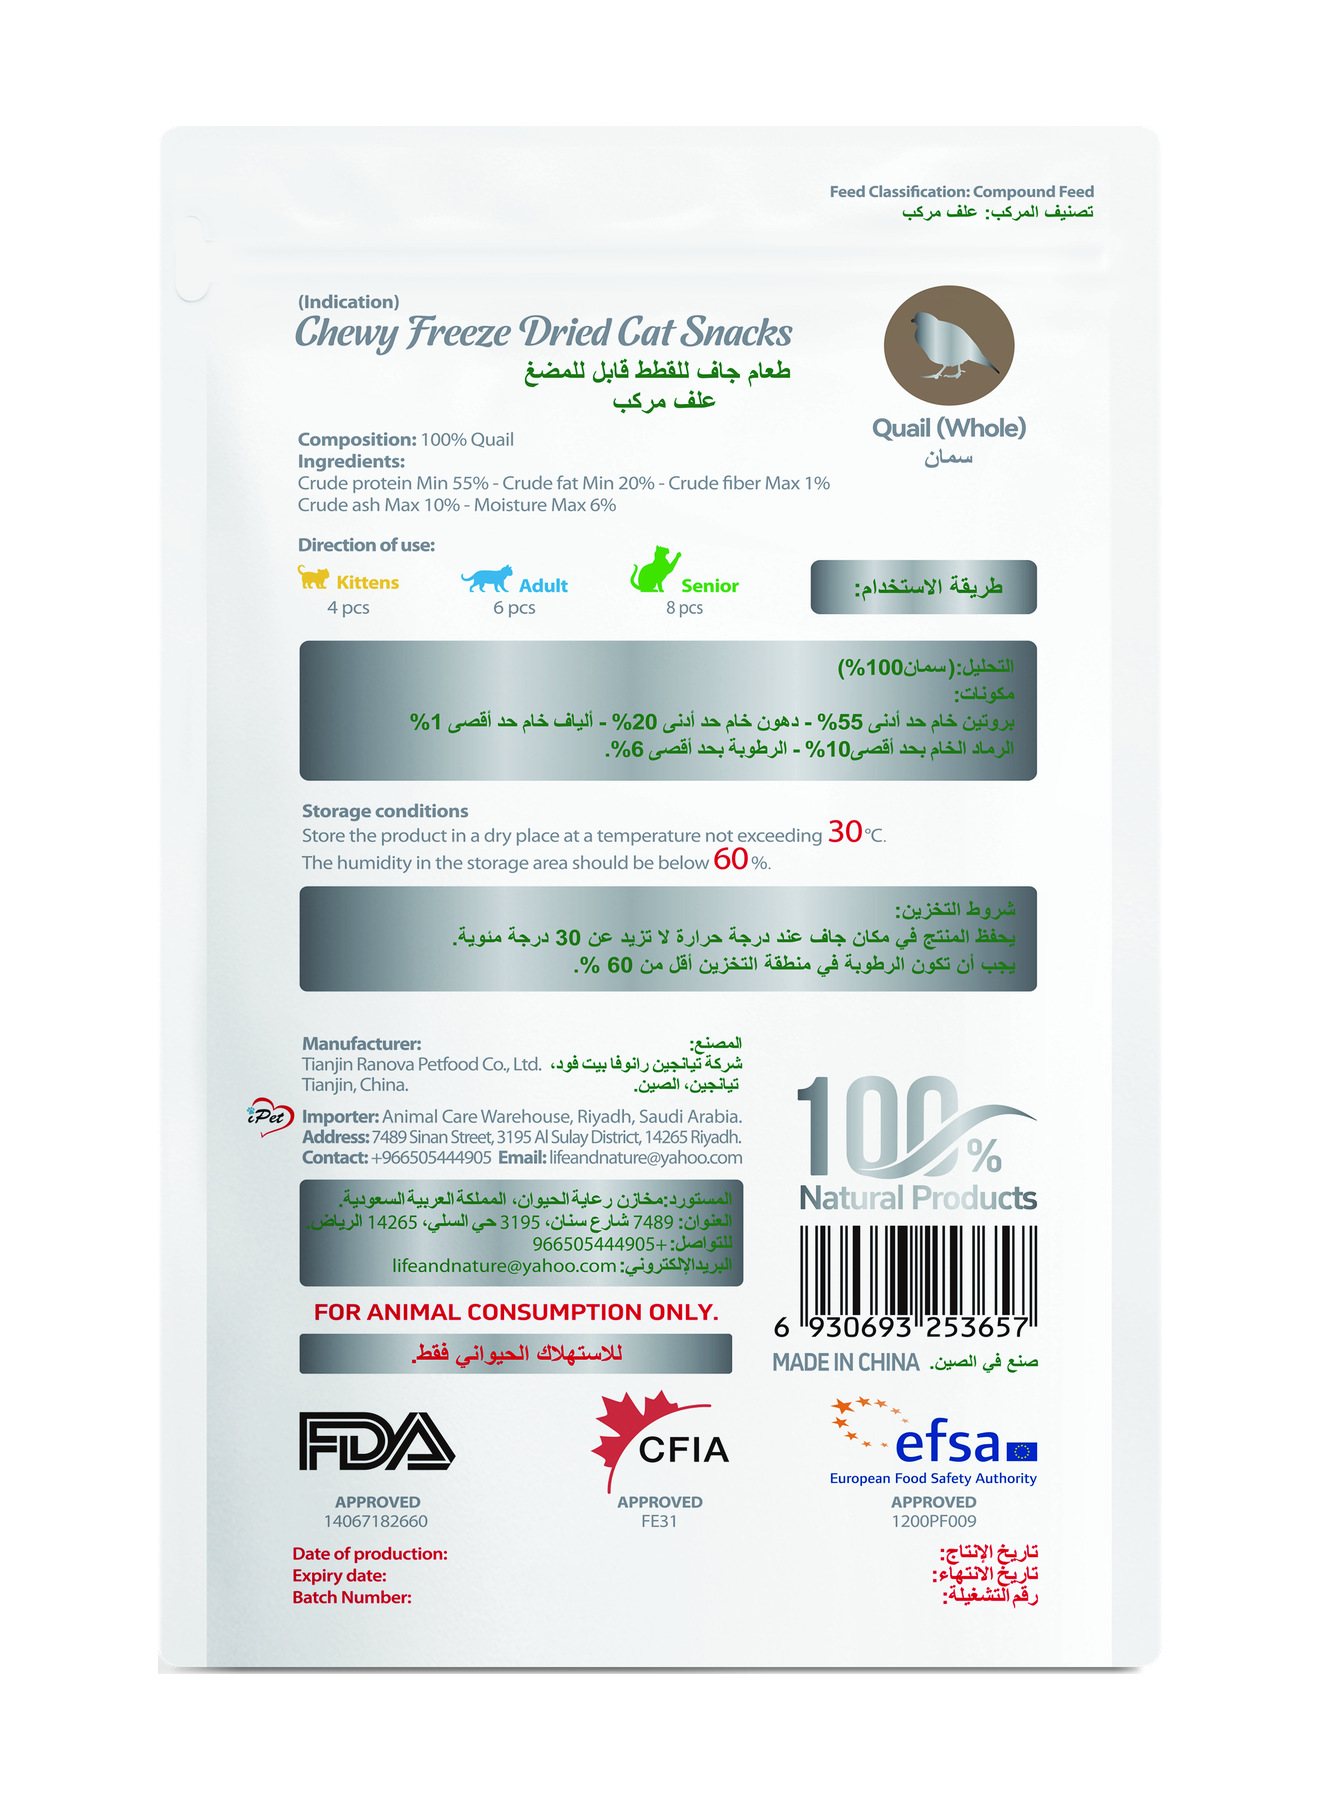 Feed Classification: Compound Feed
تصنيف المركب: علف مركب
(Indication)
Chewy Freeze Dried Cat Snacks
طعام جاف للقطط قابل للمضغ
علف مركب
Quail (Whole)
سمان
Composition: 100% Quail
Ingredients:
Crude protein Min 55% - Crude fat Min 20% - Crude fiber Max 1%
Crude ash Max 10% - Moisture Max 6%
Direction of use:
Kittens
4 pcs
Adult
6 pcs
Senior
8 pcs
طريقة الاستخدام:
التحليل:(سمان100%)
مكونات:
بروتين خام حد أدنى 55% - دهون خام حد أدنى 20% - ألياف خام حد أقصى 1%
الرماد الخام بحد أقصى10% - الرطوبة بحد أقصى 6%.
Storage conditions
Store the product in a dry place at a temperature not exceeding 30°C.
The humidity in the storage area should be below 60%.
شروط التخزين:
يحفظ المنتج في مكان جاف عند درجة حرارة لا تزيد عن 30 درجة مئوية.
يجب أن تكون الرطوبة في منطقة التخزين أقل من 60 %.
Manufacturer:
Tianjin Ranova Petfood Co., Ltd.
Tianjin, China.
المصنع:
شركة تيانجين رانوفا بيت فود،
تيانجين، الصين.
iPet
Importer: Animal Care Warehouse, Riyadh, Saudi Arabia.
Address: 7489 Sinan Street, 3195 Al Sulay District, 14265 Riyadh.
Contact: +966505444905 Email: lifeandnature@yahoo.com
المستورد:مخازن رعاية الحيوان، المملكة العربية السعودية.
العنوان: 7489 شارع سنان، 3195 حي السلي، 14265 الرياض.
للتواصل: +966505444905
البريدالإلكتروني: lifeandnature@yahoo.com
FOR ANIMAL CONSUMPTION ONLY.
للاستهلاك الحيواني فقط.
100%
Natural Products
6 930693 253657
MADE IN CHINA صنع في الصين.
FDA
APPROVED
14067182660
CFIA
APPROVED
FE31
efsa
European Food Safety Authority
APPROVED
1200PF009
Date of production:
Expiry date:
Batch Number:
تاريخ الإنتاج:
تاريخ الانتهاء:
رقم التشغيلة: